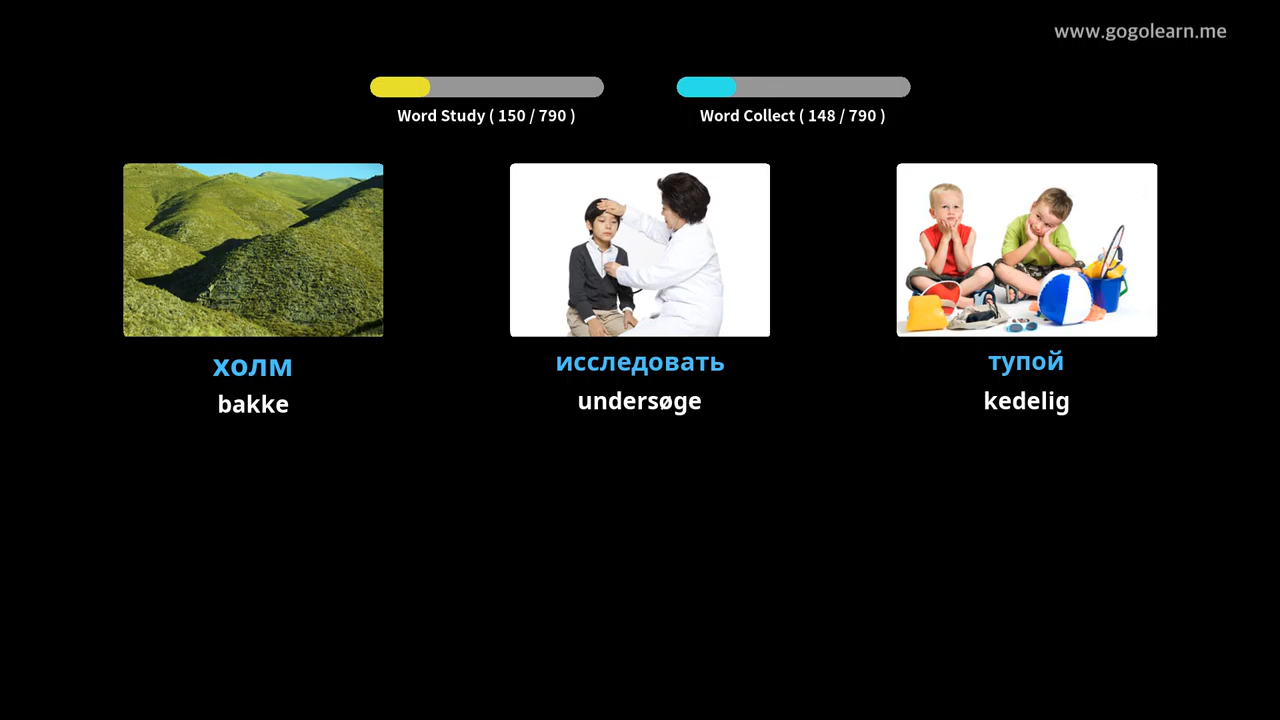 www.gogolearn.me
Word Study ( 150 / 790 )
Word Collect ( 148 / 790 )
холм
исследовать
тупой
bakke
undersøge
kedelig